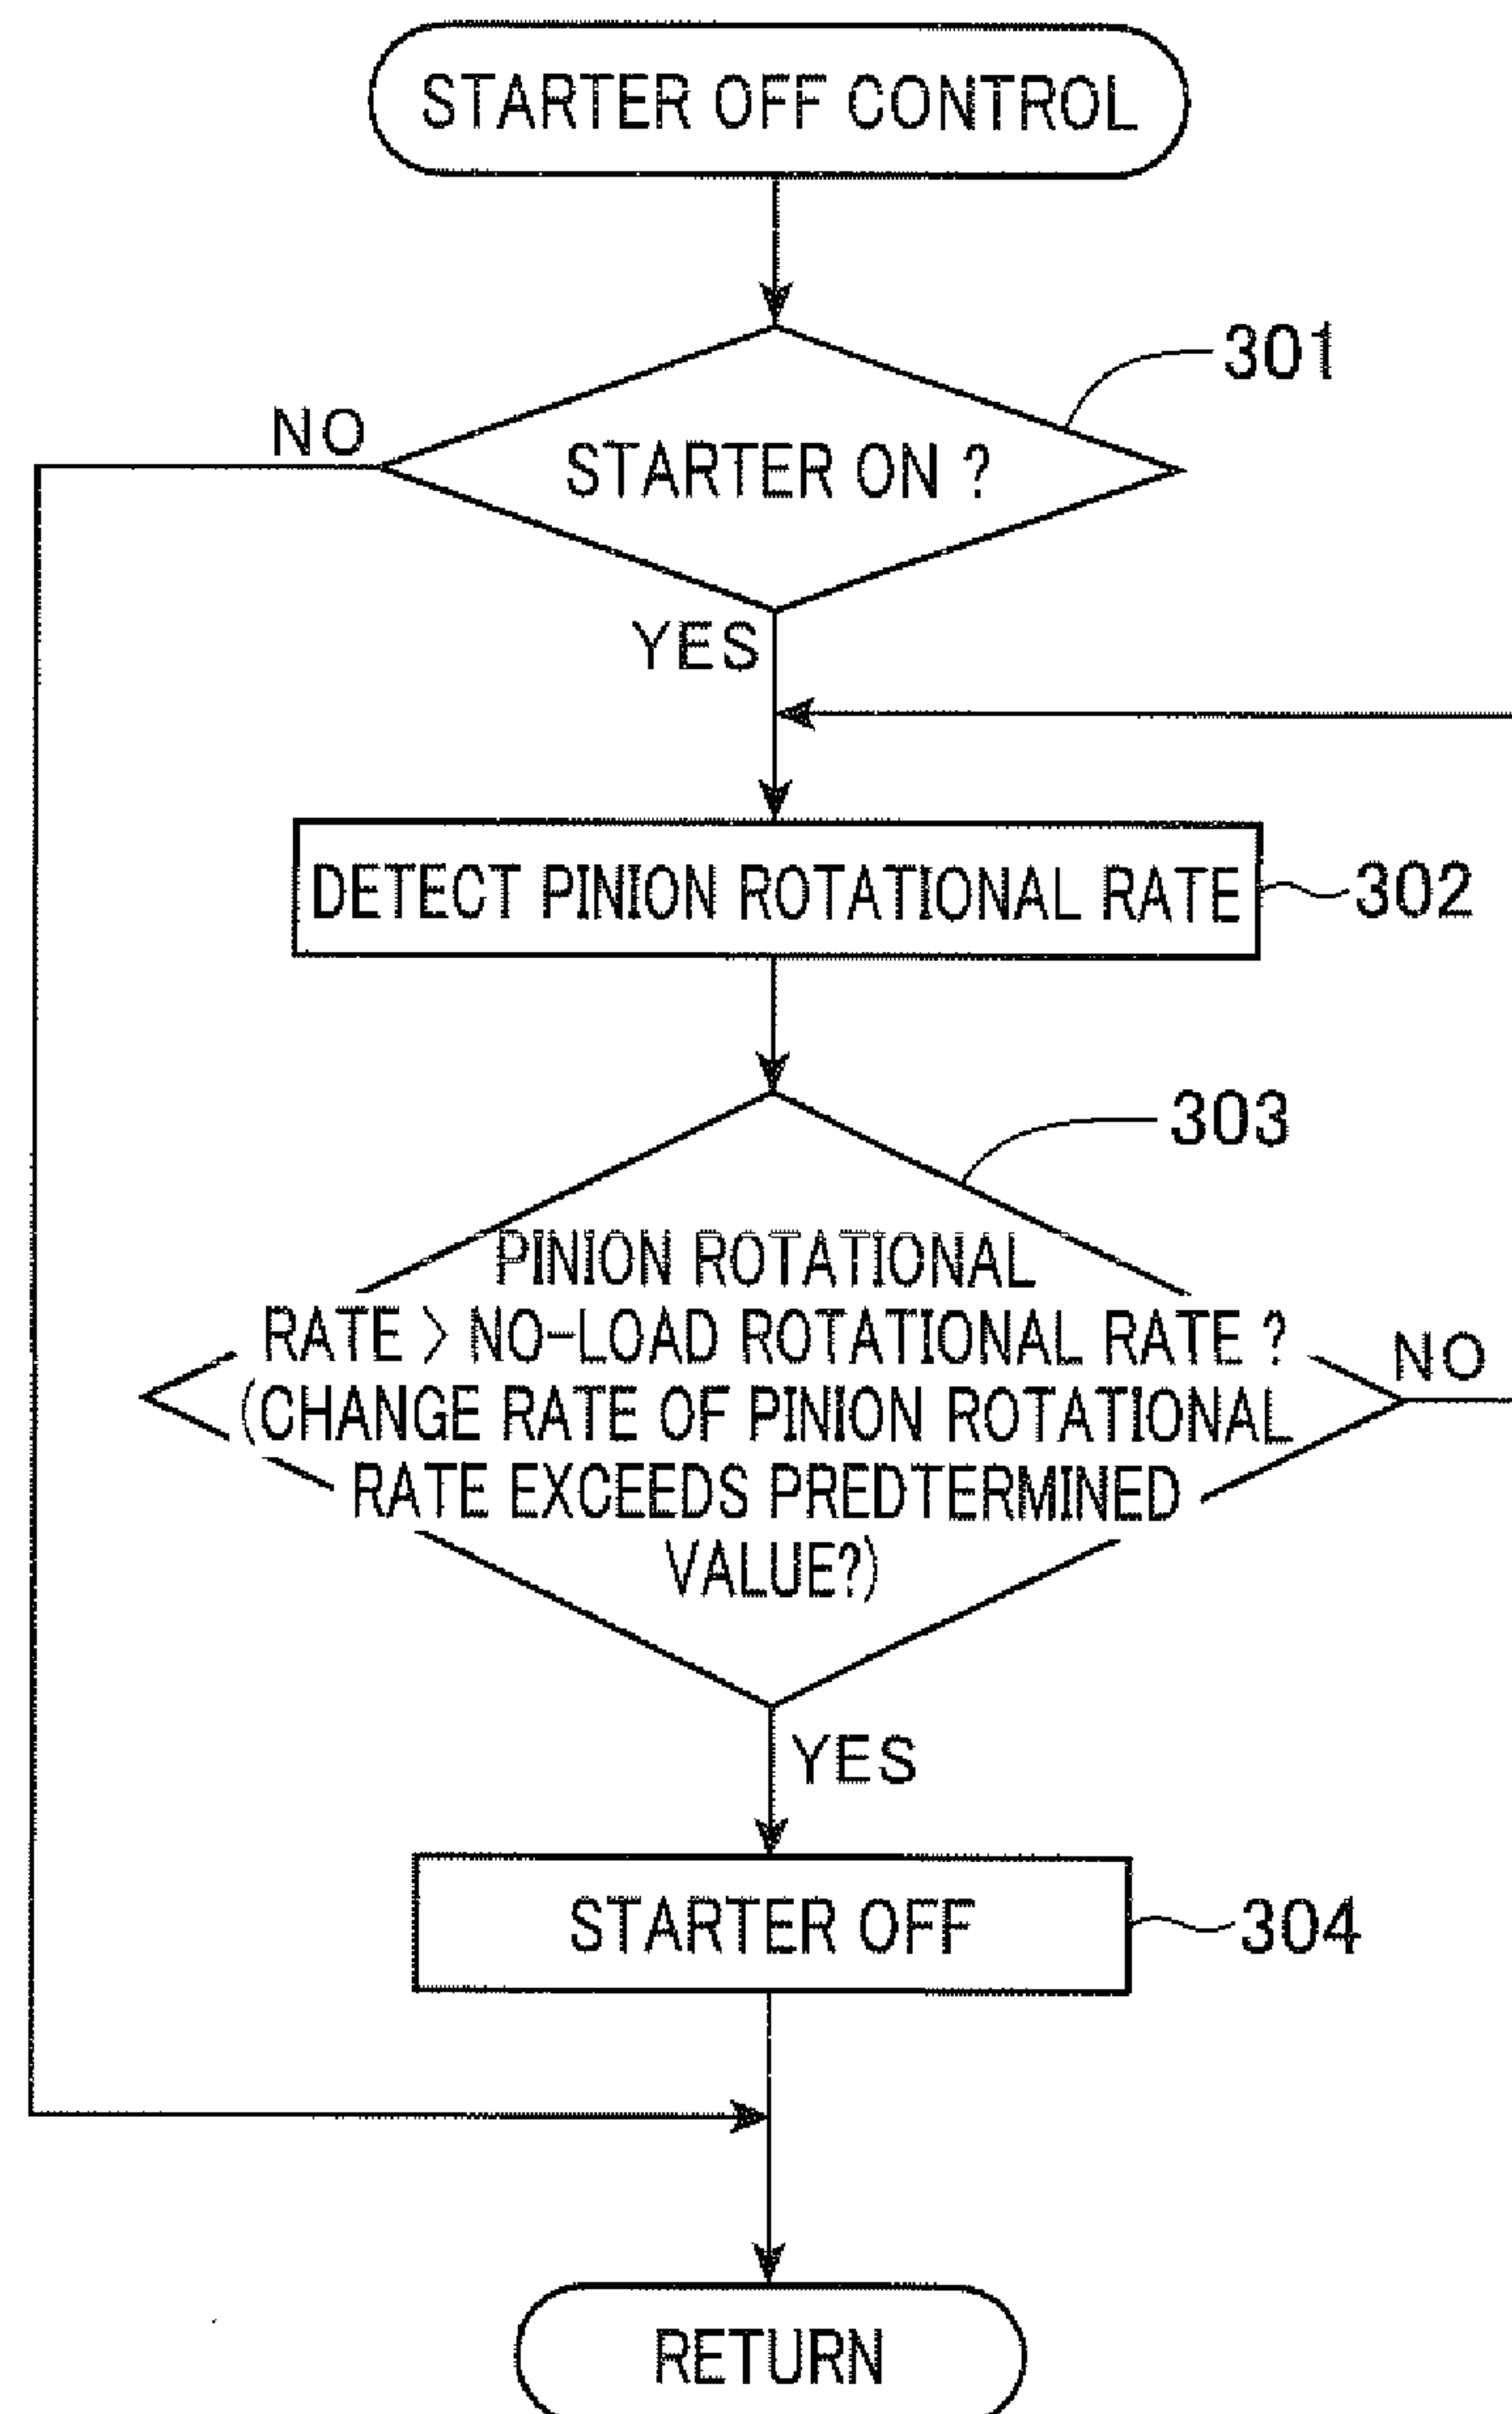 STARTER OFF CONTROL
301
NO
STARTER ON ?
YES
DETECT PINION ROTATIONAL RATE
302
303
PINION ROTATIONAL
RATE > NO-LOAD ROTATIONAL RATE ?
NO
(CHANGE RATE OF PINION ROTATIONAL
RATE EXCEEDS PREDTERMINED
VALUE?)
YES
STARTER OFF
304
RETURN